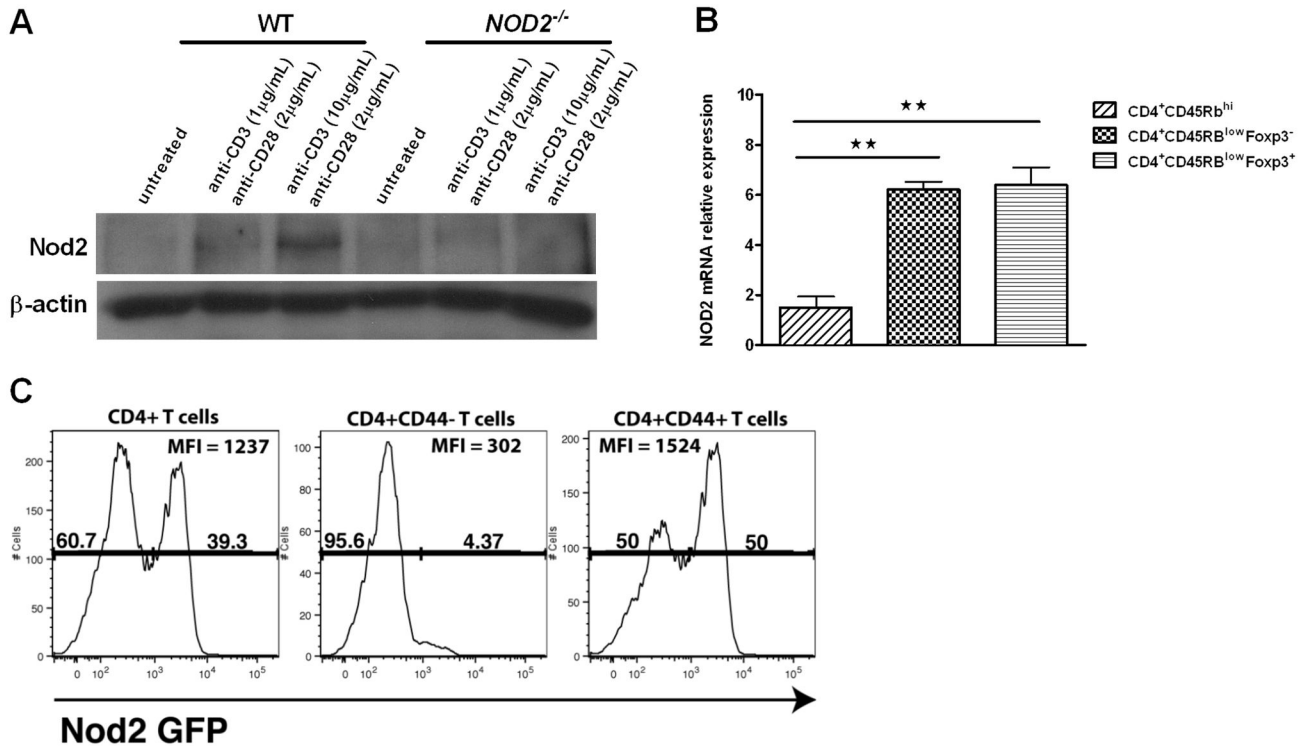 A
WT
NOD2-/-
untreated
anti-CD3 (1µg/mL)
anti-CD28 (2µg/mL)
anti-CD3 (10µg/mL)
anti-CD28 (2µg/mL)
untreated
anti-CD3 (1µg/mL)
anti-CD28 (2µg/mL)
anti-CD3 (10µg/mL)
anti-CD28 (2µg/mL)
Nod2
β-actin
B
NOD2 mRNA relative expression
10
8
6
4
2
0
★★
★★
CD4+CD45Rbhi
CD4+CD45RBlowFoxp3-
CD4+CD45RBlowFoxp3+
C
CD4+ T cells
MFI = 1237
60.7
39.3
# Cells
200
150
100
50
0
0 10² 10³ 10⁴ 10⁵
CD4+CD44- T cells
MFI = 302
95.6
4.37
# Cells
100
80
60
40
20
0
0 10² 10³ 10⁴ 10⁵
CD4+CD44+ T cells
MFI = 1524
50
50
# Cells
200
150
100
50
0
0 10² 10³ 10⁴ 10⁵
Nod2 GFP